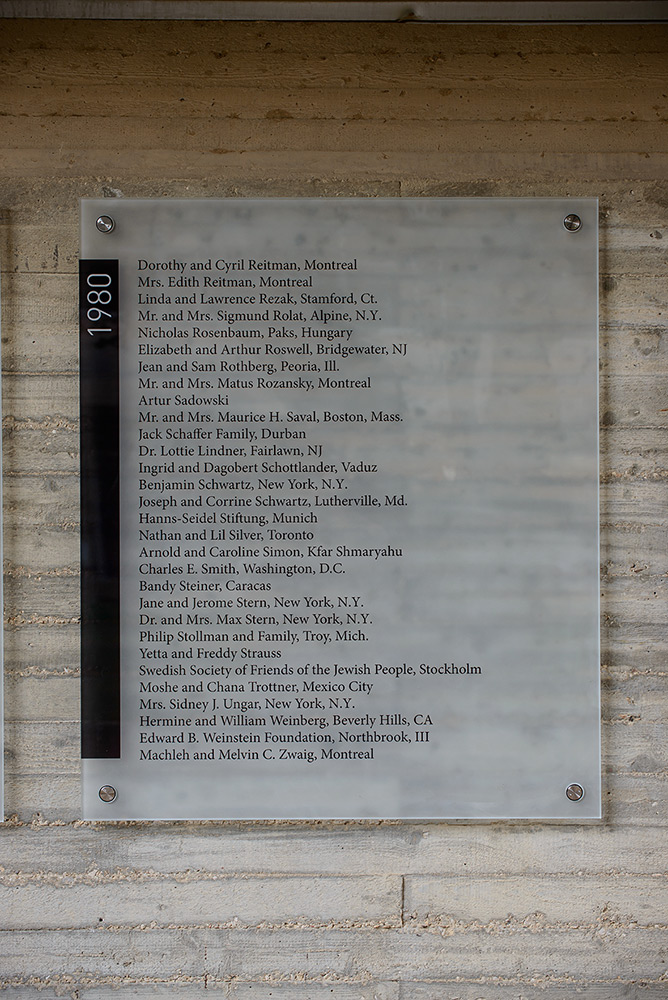 1980
Dorothy and Cyril Reitman, Montreal
Mrs. Edith Reitman, Montreal
Linda and Lawrence Rezak, Stamford, Ct.
Mr. and Mrs. Sigmund Rolat, Alpine, N.Y.
Nicholas Rosenbaum, Paks, Hungary
Elizabeth and Arthur Roswell, Bridgewater, NJ
Jean and Sam Rothberg, Peoria, Ill.
Mr. and Mrs. Matus Rozansky, Montreal
Artur Sadowski
Mr. and Mrs. Maurice H. Saval, Boston, Mass.
Jack Schaffer Family, Durban
Dr. Lottie Lindner, Fairlawn, NJ
Ingrid and Dagobert Schottlander, Vaduz
Benjamin Schwartz, New York, N.Y.
Joseph and Corrine Schwartz, Lutherville, Md.
Hanns-Seidel Stiftung, Munich
Nathan and Lil Silver, Toronto
Arnold and Caroline Simon, Kfar Shmaryahu
Charles E. Smith, Washington, D.C.
Bandy Steiner, Caracas
Jane and Jerome Stern, New York, N.Y.
Dr. and Mrs. Max Stern, New York, N.Y.
Philip Stollman and Family, Troy, Mich.
Yetta and Freddy Strauss
Swedish Society of Friends of the Jewish People, Stockholm
Moshe and Chana Trottner, Mexico City
Mrs. Sidney J. Ungar, New York, N.Y.
Hermine and William Weinberg, Beverly Hills, CA
Edward B. Weinstein Foundation, Northbrook, III
Machleh and Melvin C. Zwaig, Montreal